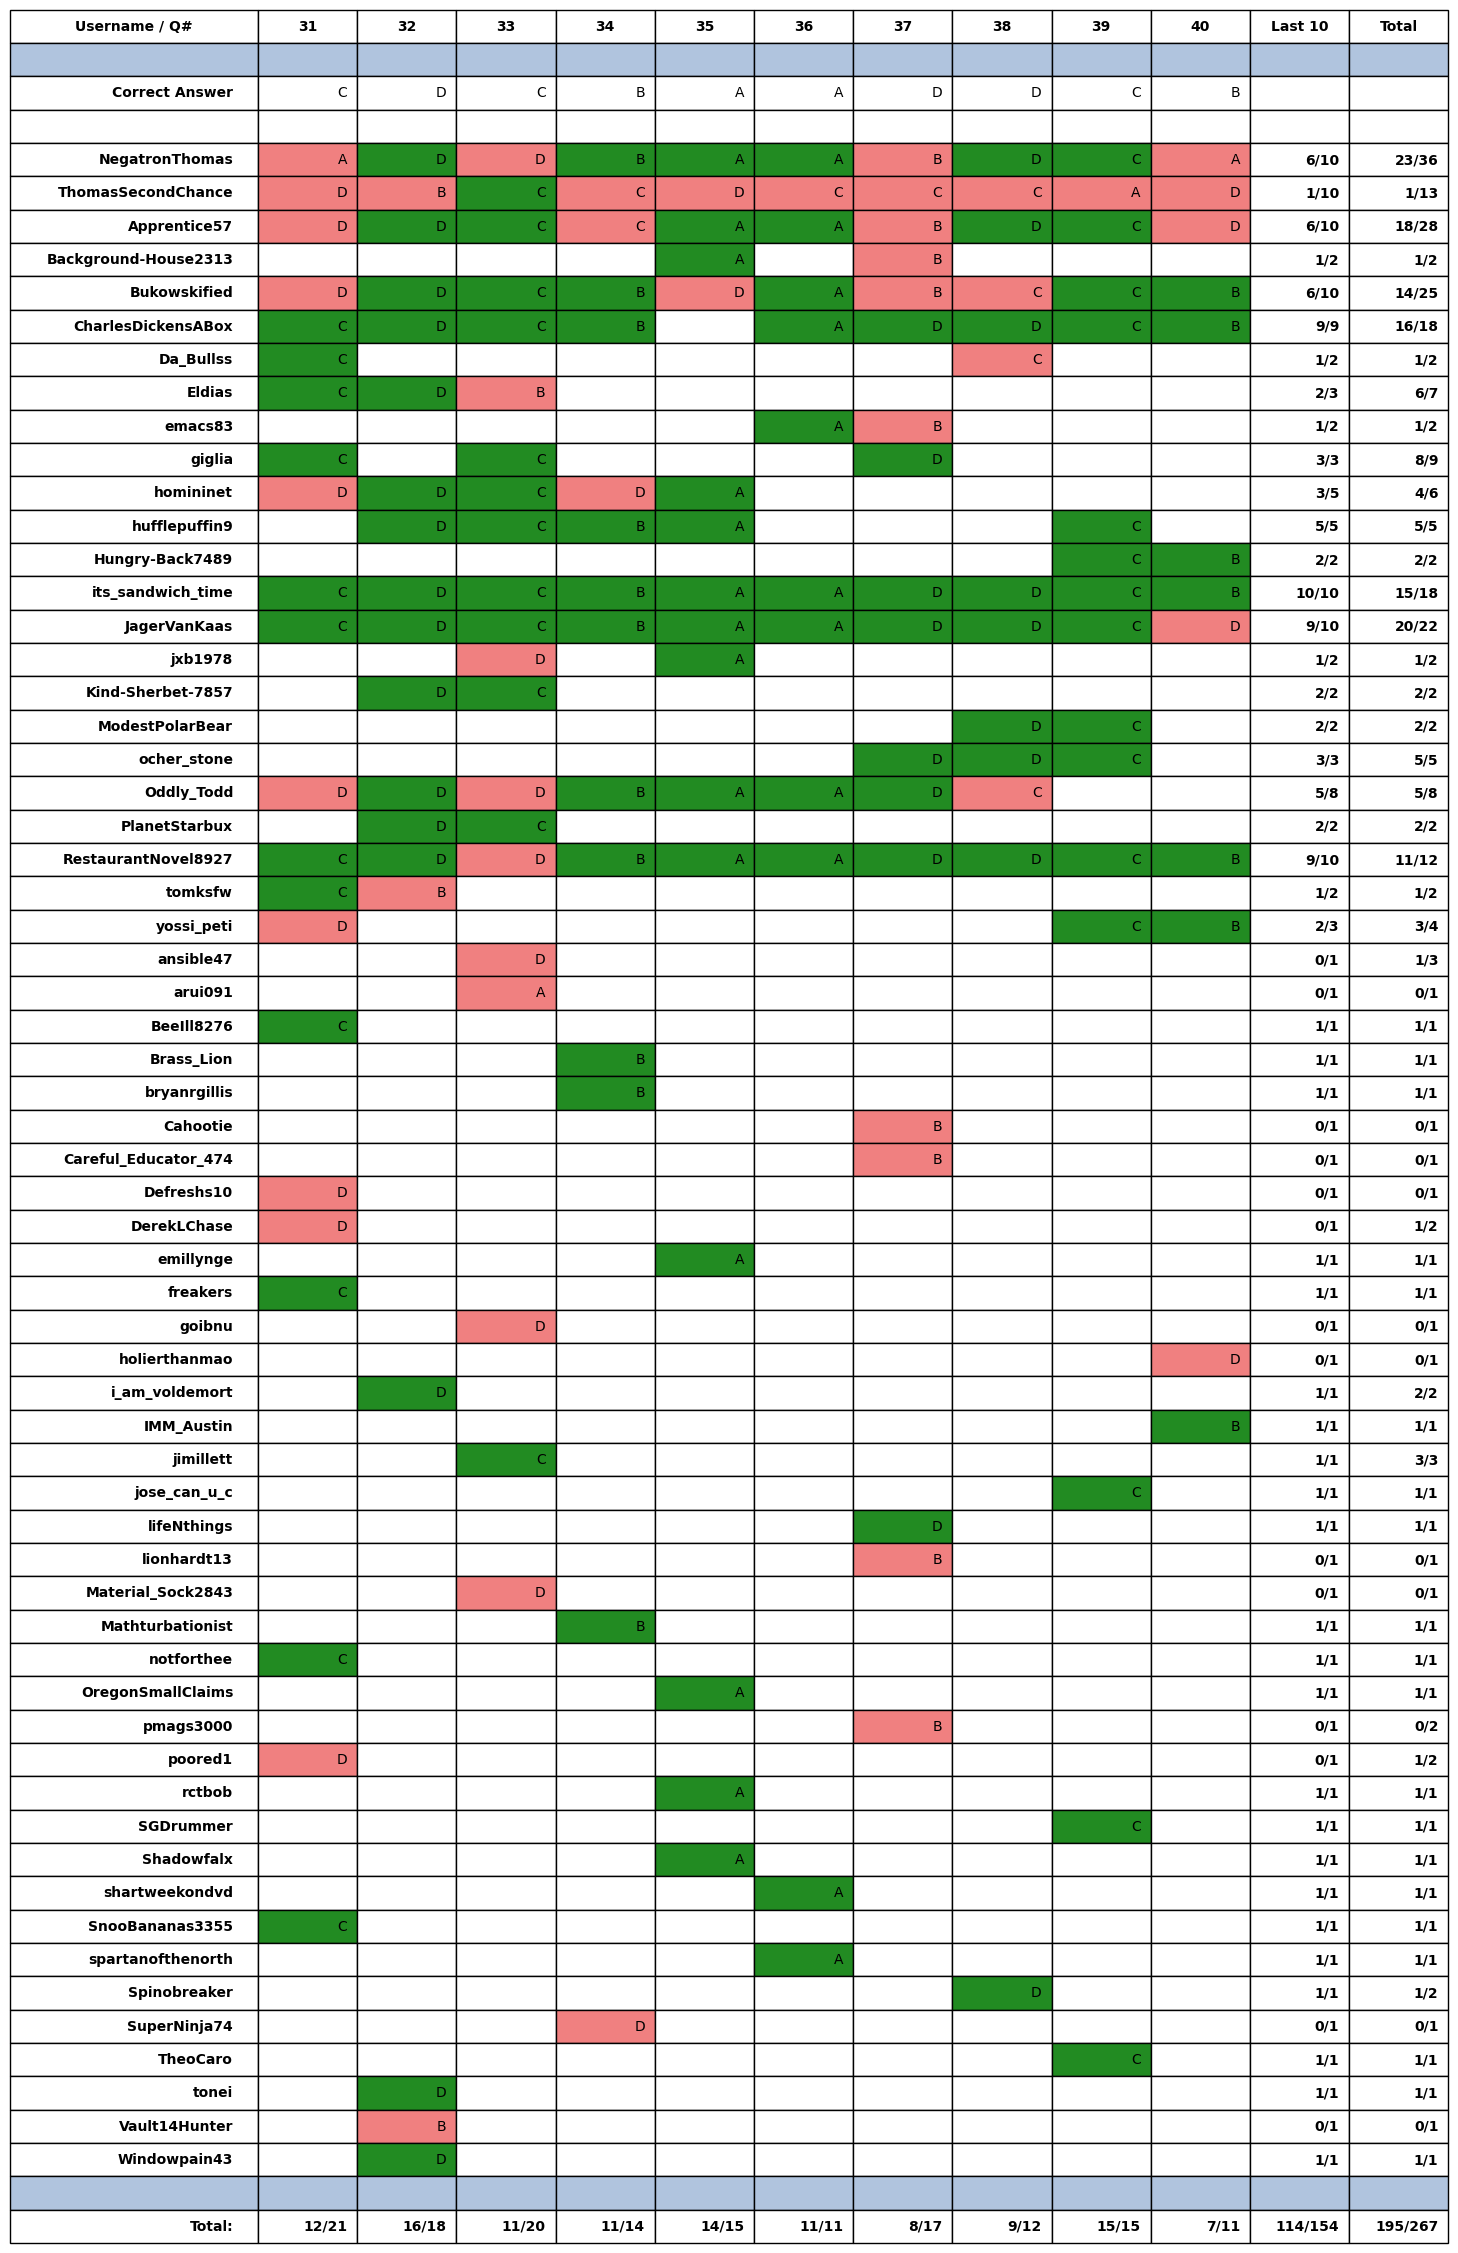 Username / Q# 31 32 33 34 35 36 37 38 39 40 Last 10 Total
Correct Answer C D C B A A D D C B
NegatronThomas A D D B A A B D C A 6/10 23/36
ThomasSecondChance D B C C D C C C A D 1/10 1/13
Apprentice57 D D C C A A B D C D 6/10 18/28
Background-House2313 A B 1/2 1/2
Bukowskified D D C B D A B C C B 6/10 14/25
CharlesDickensABox C D C B A D D C B 9/9 16/18
Da_Bullss C C 1/2 1/2
Eldias C D B 2/3 6/7
emacs83 A B 1/2 1/2
giglia C C D 3/3 8/9
homininet D D C D A 3/5 4/6
hufflepuffin9 D C B A C 5/5 5/5
Hungry-Back7489 C B 2/2 2/2
its_sandwich_time C D C B A A D D C B 10/10 15/18
JagerVanKaas C D C B A A D D C D 9/10 20/22
jxb1978 D A 1/2 1/2
Kind-Sherbet-7857 D C 2/2 2/2
ModestPolarBear D C 2/2 2/2
ocher_stone D D C 3/3 5/5
Oddly_Todd D D D B A A D C 5/8 5/8
PlanetStarbux D C 2/2 2/2
RestaurantNovel8927 C D D B A A D D C B 9/10 11/12
tomksfw C B 1/2 1/2
yossi_peti D C B 2/3 3/4
ansible47 D 0/1 1/3
arui091 A 0/1 0/1
BeeIll8276 C 1/1 1/1
Brass_Lion B 1/1 1/1
bryanrgillis B 1/1 1/1
Cahootie B 0/1 0/1
Careful_Educator_474 B 0/1 0/1
Defreshs10 D 0/1 0/1
DerekLChase D 0/1 1/2
emillynge A 1/1 1/1
freakers C 1/1 1/1
goibnu D 0/1 0/1
holierthanmao D 0/1 0/1
i_am_voldemort D 1/1 2/2
IMM_Austin B 1/1 1/1
jimillett C 1/1 3/3
jose_can_u_c C 1/1 1/1
lifeNthings D 1/1 1/1
lionhardt13 B 0/1 0/1
Material_Sock2843 D 0/1 0/1
Mathturbationist B 1/1 1/1
notforthee C 1/1 1/1
OregonSmallClaims A 1/1 1/1
pmags3000 B 0/1 0/2
poored1 D 0/1 1/2
rctbob A 1/1 1/1
SGDrummer C 1/1 1/1
Shadowfalx A 1/1 1/1
shartweekondvd A 1/1 1/1
SnooBananas3355 C 1/1 1/1
spartanofthenorth A 1/1 1/1
Spinobreaker D 1/1 1/2
SuperNinja74 D 0/1 0/1
TheoCaro C 1/1 1/1
tonei D 1/1 1/1
Vault14Hunter B 0/1 0/1
Windowpain43 D 1/1 1/1
Total: 12/21 16/18 11/20 11/14 14/15 11/11 8/17 9/12 15/15 7/11 114/154 195/267